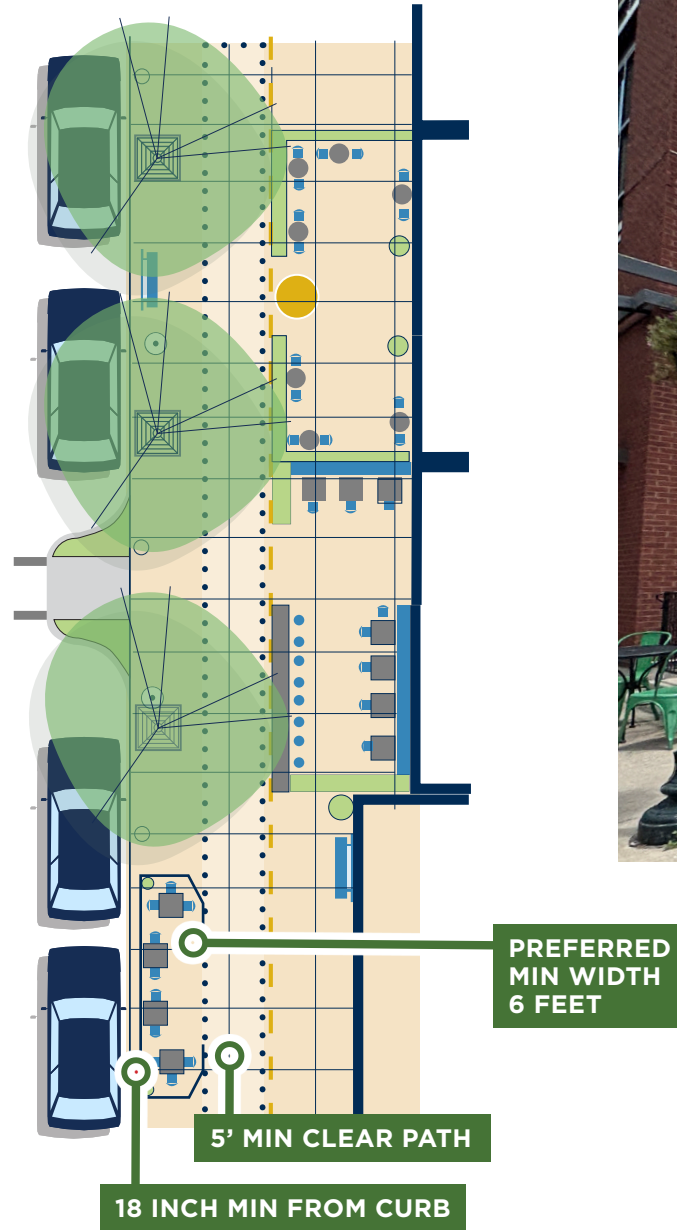 PREFERRED
MIN WIDTH
6 FEET
5’ MIN CLEAR PATH
18 INCH MIN FROM CURB